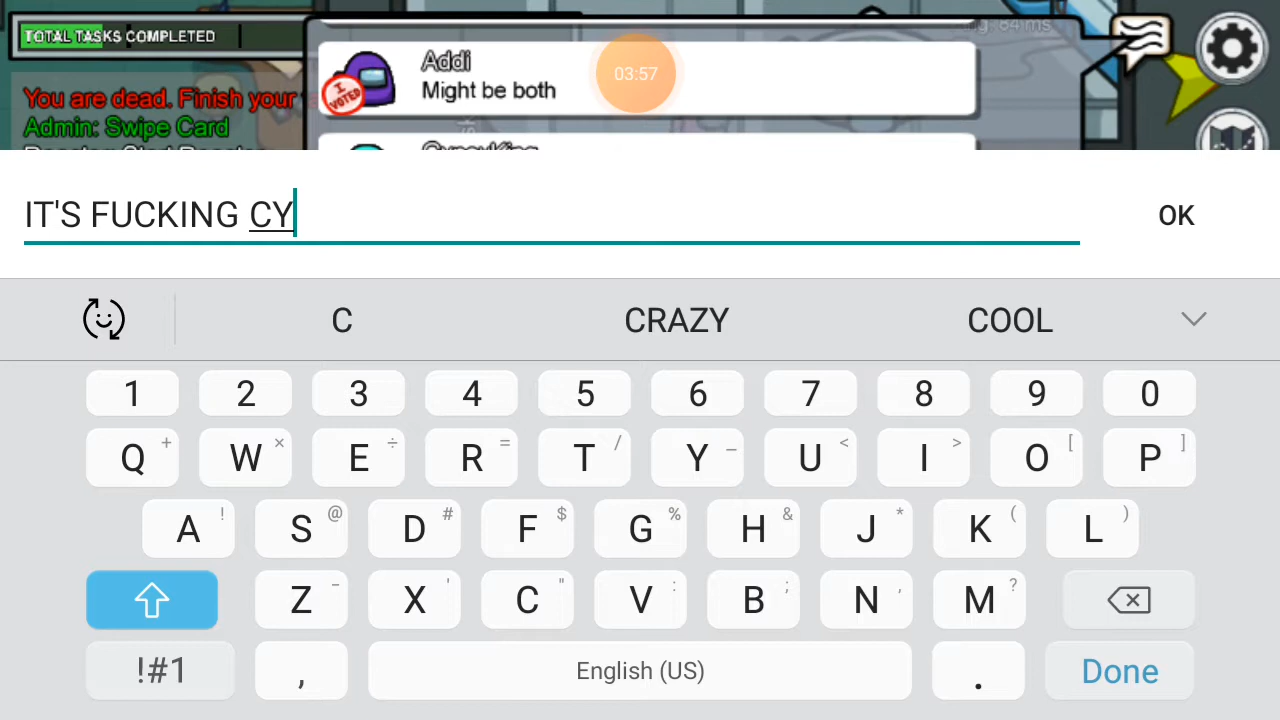 TOTAL TASKS COMPLETED
Addi
03:57
Might be both
You are dead. Finish your
Admin: Swipe Card
IT'S FUCKING CY
OK
C CRAZY COOL
1 2 3 4 5 6 7 8 9 0
Q + W × E ÷ R = T / Y _ U < I > O [ P ]
A ! S @ D # F $ G % H & J * K ( L )
Z - X ' C " V : B ; N , M ?
!#1 , English (US) . Done